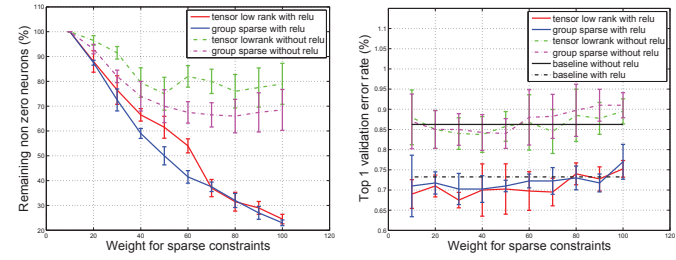 110
100
90
80
70
60
50
40
30
20
0 20 40 60 80 100 120
Remaining non zero neurons (%)
Weight for sparse constraints
tensor low rank with relu
group sparse with relu
tensor lowrank without relu
group sparse without relu
1.1
1.05
1
0.95
0.9
0.85
0.8
0.75
0.7
0.65
0.6
0 20 40 60 80 100 120
Top 1 validation error rate (%)
Weight for sparse constraints
tensor low rank with relu
group sparse with relu
tensor lowrank without relu
group sparse without relu
baseline without relu
baseline with relu